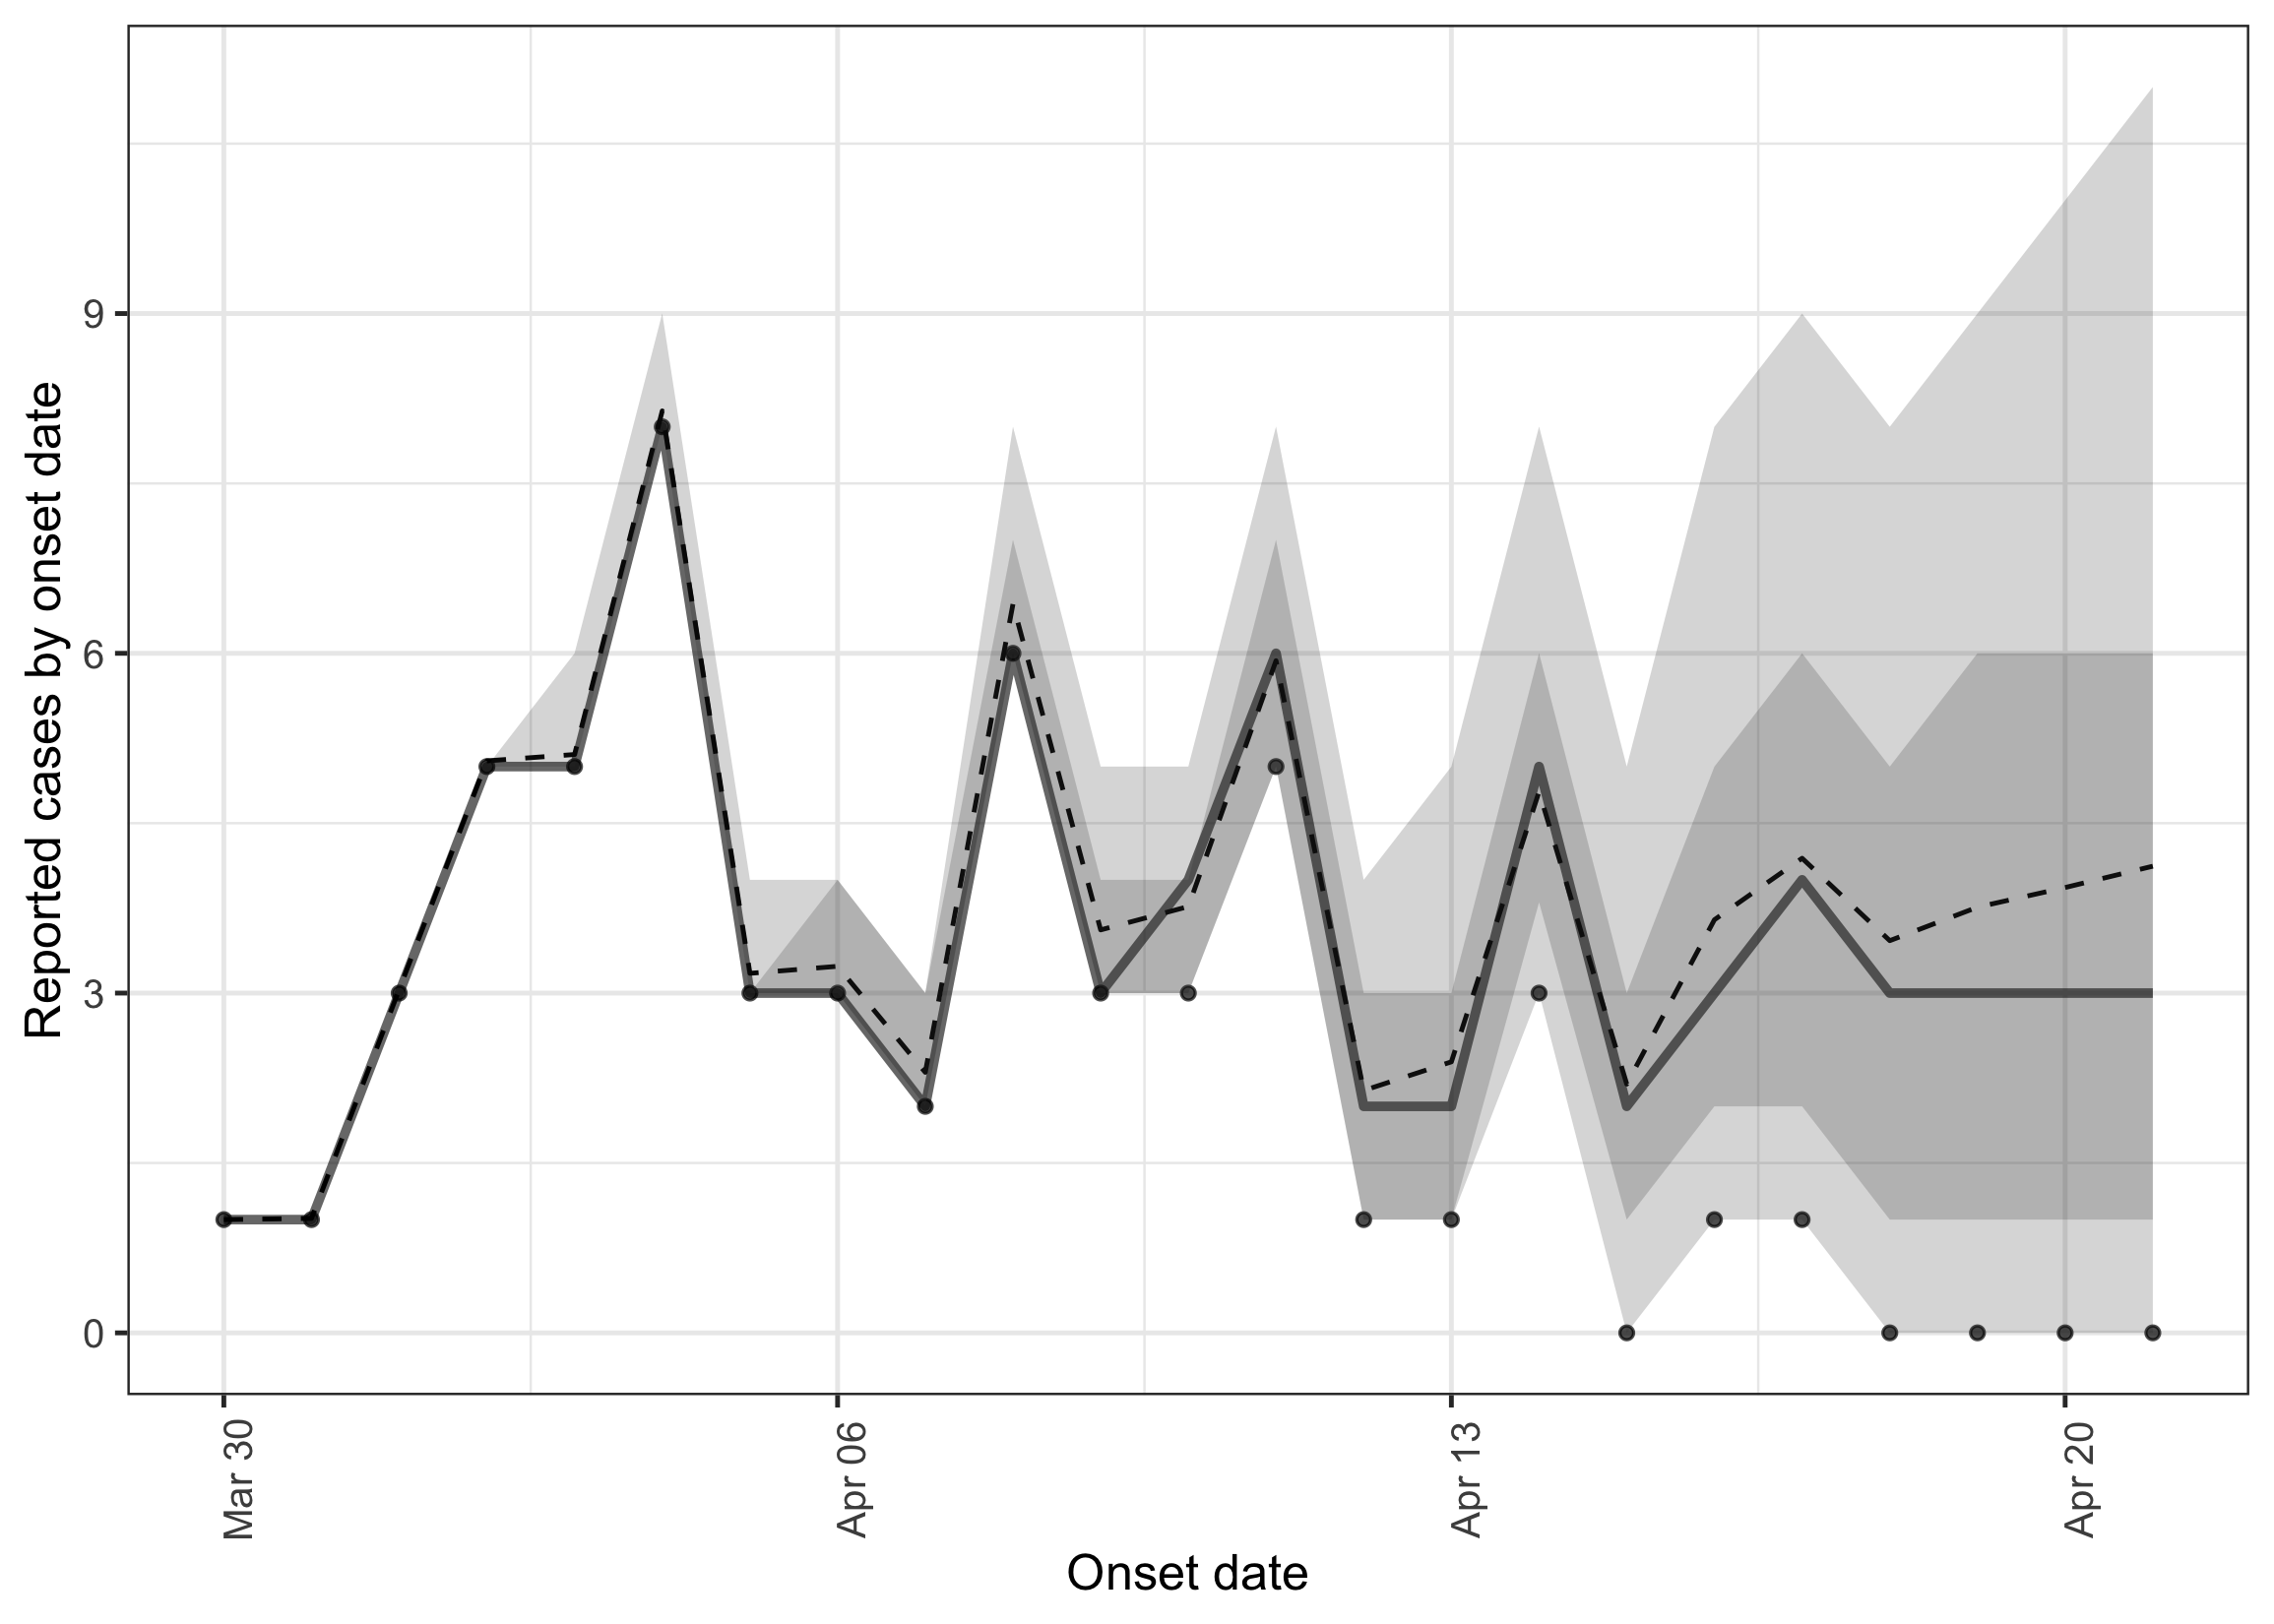 Reported cases by onset date
9
6
3
0
Mar 30
Apr 06
Apr 13
Apr 20
Onset date